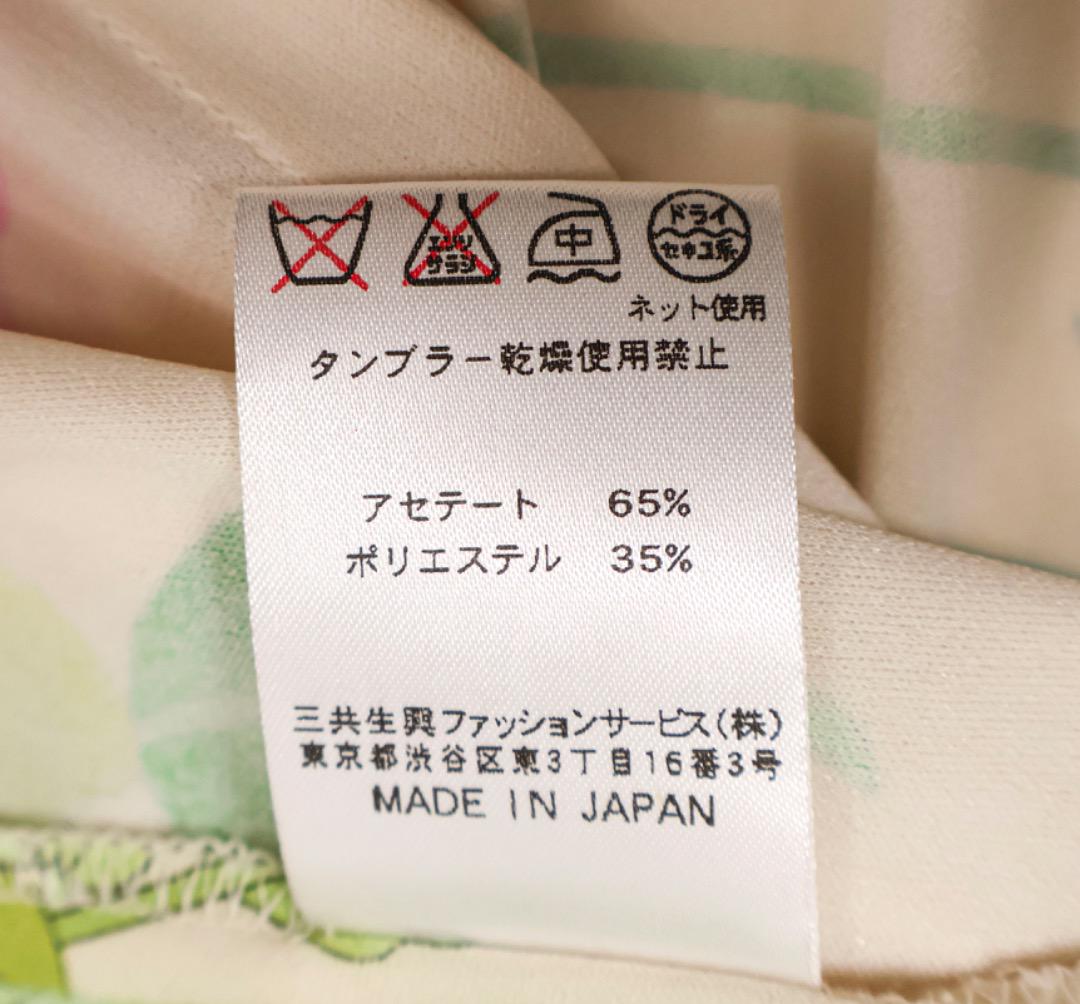 エンソ サラシ 中 ドライ セキユ系
ネット使用
タンブラー乾燥使用禁止
アセテート 65%
ポリエステル 35%
三共生興ファッションサービス(株)
東京都渋谷区東3丁目16番3号
MADE IN JAPAN